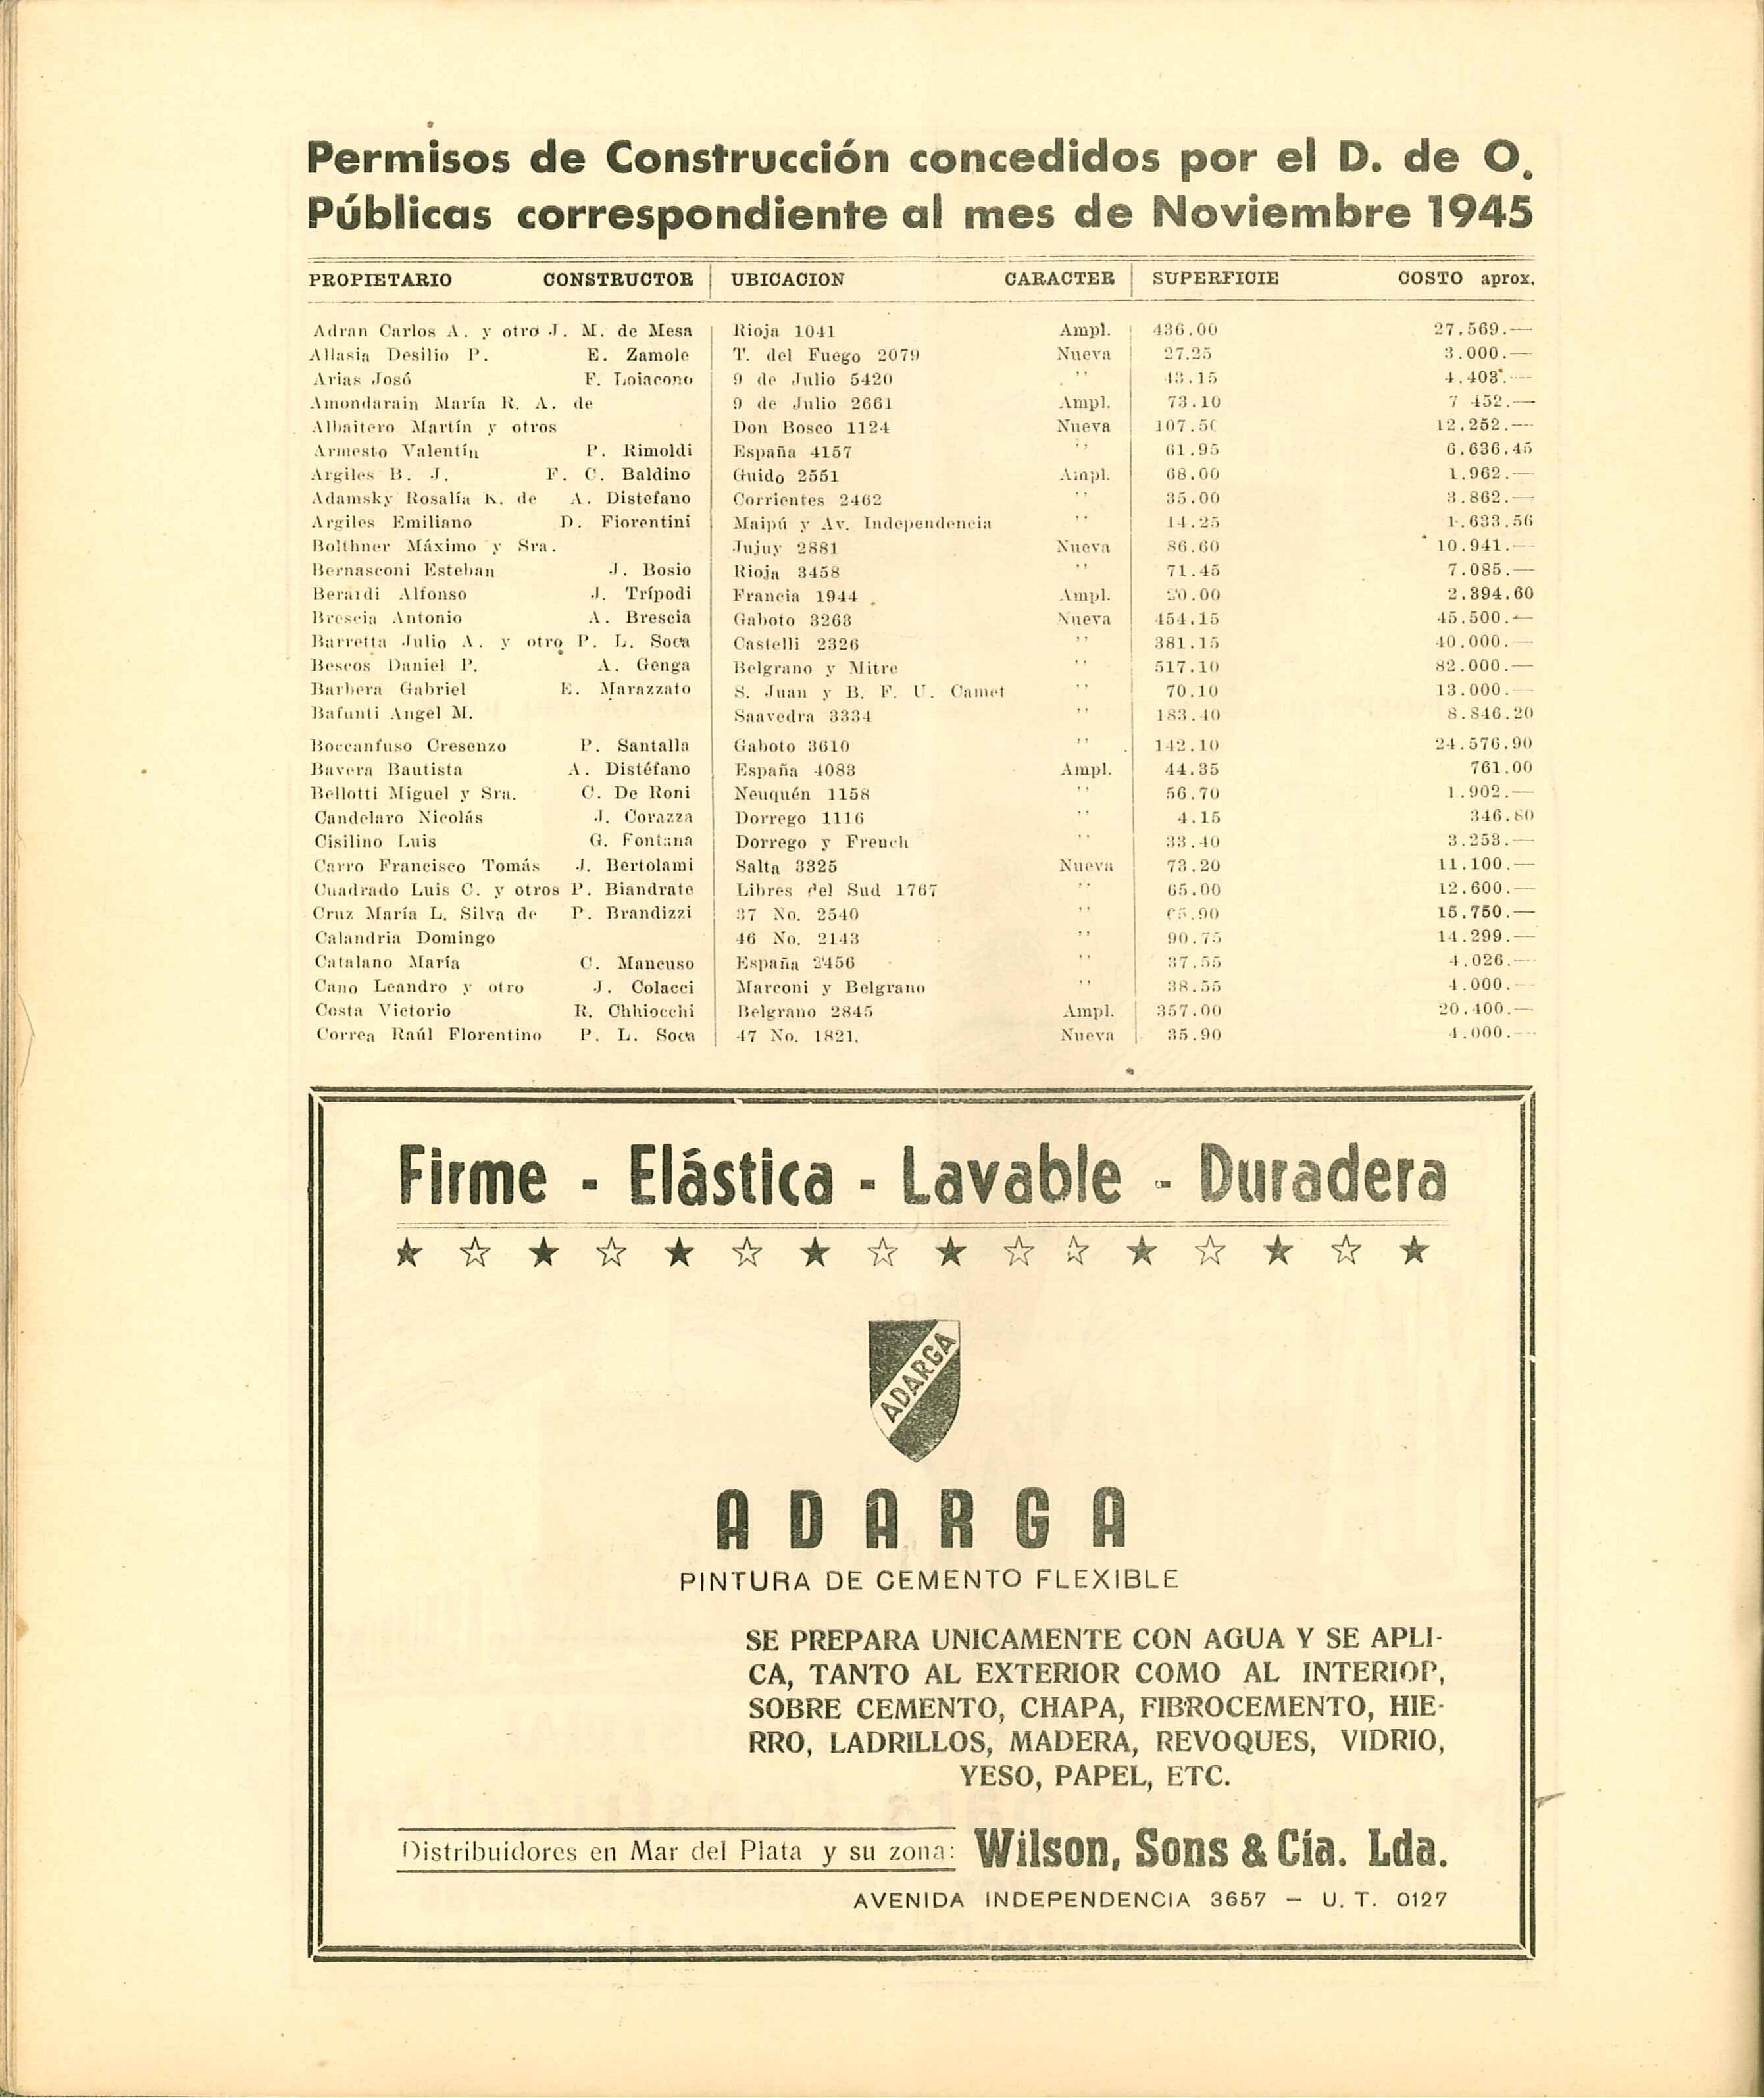 Permisos de Construcción concedidos por el D. de O.
Públicas correspondiente al mes de Noviembre 1945
PROPIETARIO CONSTRUCTOR UBICACION CARACTER SUPERFICIE COSTO aprox.
Adran Carlos A. y otro J. M. de Mesa Rioja 1041 Ampl. 436.00 27.569.—
Allasia Desilio P. E. Zamole T. del Fuego 2079 Nueva 27.25 3.000.—
Arias José F. Loiacono 9 de Julio 5420 '' 43.15 4.403.—
Amondarain María R. A. de 9 de Julio 2661 Ampl. 73.10 7 452.—
Albaitero Martín y otros Don Bosco 1124 Nueva 107.50 12.252.—
Armesto Valentín P. Rimoldi España 4157 '' 61.95 6.636.45
Argiles B. J. F. C. Baldino Guido 2551 Ampl. 68.00 1.962.—
Adamsky Rosalía K. de A. Distefano Corrientes 2462 '' 35.00 3.862.—
Argiles Emiliano D. Fiorentini Maipú y Av. Independencia '' 14.25 1.633.56
Bolthner Máximo y Sra. Jujuy 2881 Nueva 86.60 10.941.—
Bernasconi Esteban J. Bosio Rioja 3458 '' 71.45 7.085.—
Berardi Alfonso J. Trípodi Francia 1944 Ampl. 20.00 2.394.60
Brescia Antonio A. Brescia Gaboto 3263 Nueva 454.15 45.500.—
Barretta Julio A. y otro P. L. Soca Castelli 2326 '' 381.15 40.000.—
Bescos Daniel P. A. Genga Belgrano y Mitre '' 517.10 82.000.—
Barbera Gabriel E. Marazzato S. Juan y B. F. U. Camet '' 70.10 13.000.—
Bafunti Angel M. Saavedra 3334 '' 183.40 8.846.20
Boccanfuso Cresenzo P. Santalla Gaboto 3610 '' 142.10 24.576.90
Bavera Bautista A. Distéfano España 4083 Ampl. 44.35 761.00
Bellotti Miguel y Sra. C. De Roni Neuquén 1158 '' 56.70 1.902.—
Candelaro Nicolás J. Corazza Dorrego 1116 '' 4.15 346.80
Cisilino Luis G. Fontana Dorrego y French '' 33.40 3.253.—
Carro Francisco Tomás J. Bertolami Salta 3325 Nueva 73.20 11.100.—
Cuadrado Luis C. y otros P. Biandrate Libres del Sud 1767 '' 65.00 12.600.—
Cruz María L. Silva de P. Brandizzi 37 No. 2540 '' 15.750.—
Calandria Domingo 46 No. 2143 '' 90.75 14.299.—
Catalano María C. Mancuso España 2456 '' 37.55 4.026.—
Cano Leandro y otro J. Colacci Marconi y Belgrano '' 38.55 4.000.—
Costa Victorio R. Chhiocchi Belgrano 2845 Ampl. 357.00 20.400.—
Correa Raúl Florentino P. L. Soca 47 No. 1821. Nueva 35.90 4.000.—
Firme - Elástica - Lavable - Duradera
ADARGA
ADARGA
PINTURA DE CEMENTO FLEXIBLE
SE PREPARA UNICAMENTE CON AGUA Y SE APLI-
CA, TANTO AL EXTERIOR COMO AL INTERIOR,
SOBRE CEMENTO, CHAPA, FIBROCEMENTO, HIE-
RRO, LADRILLOS, MADERA, REVOQUES, VIDRIO,
YESO, PAPEL, ETC.
Distribuidores en Mar del Plata y su zona: Wilson, Sons & Cía. Lda.
AVENIDA INDEPENDENCIA 3657 — U. T. 0127